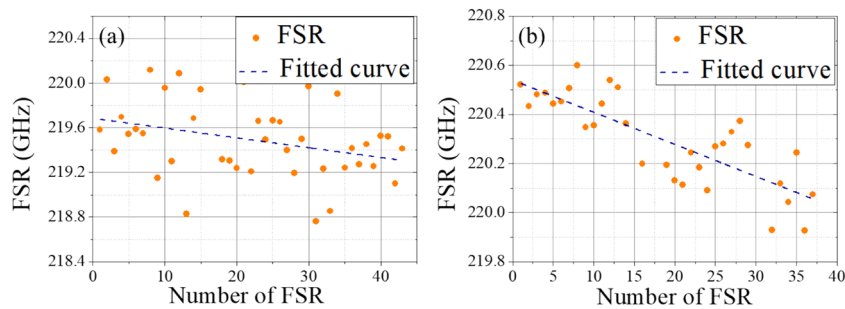 (a)
FSR
Fitted curve
FSR (GHz)
220.4
220.0
219.6
219.2
218.8
218.4
0 10 20 30 40
Number of FSR
(b)
FSR
Fitted curve
FSR (GHz)
220.8
220.6
220.4
220.2
220.0
219.8
0 5 10 15 20 25 30 35 40
Number of FSR